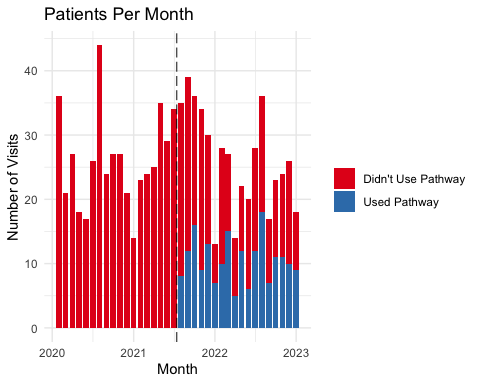 Patients Per Month
Number of Visits
40
30
20
10
0
2020
2021
2022
2023
Month
Didn't Use Pathway
Used Pathway